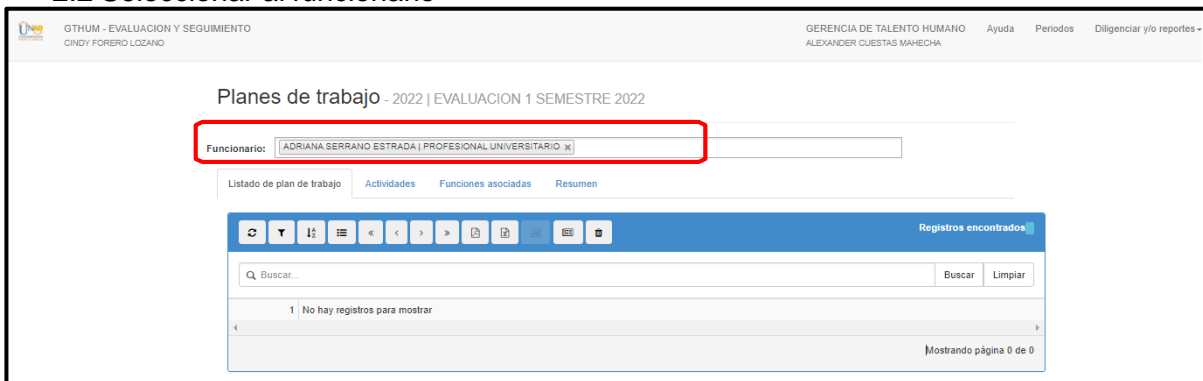 2.2 Seleccionar al funcionario
GTHUM - EVALUACION Y SEGUIMIENTO
CINDY FORERO LOZANO
GERENCIA DE TALENTO HUMANO
ALEXANDER CUESTAS MAHECHA
Ayuda
Periodos
Diligenciar y/o reportes
Planes de trabajo - 2022 | EVALUACION 1 SEMESTRE 2022
Funcionario: ADRIANA SERRANO ESTRADA | PROFESIONAL UNIVERSITARIO x
Listado de plan de trabajo Actividades Funciones asociadas Resumen
Registros encontrados
Buscar... Buscar Limpiar
1 No hay registros para mostrar
Mostrando página 0 de 0